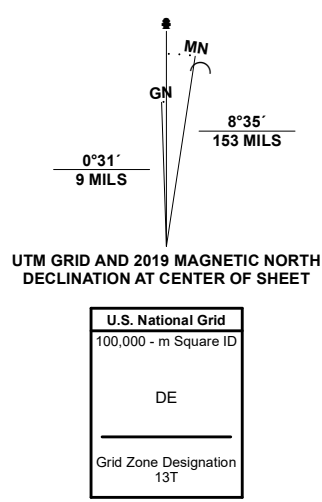 MN
GN
8°35´
153 MILS
0°31´
9 MILS
UTM GRID AND 2019 MAGNETIC NORTH
DECLINATION AT CENTER OF SHEET
U.S. National Grid
100,000 - m Square ID
DE
Grid Zone Designation
13T